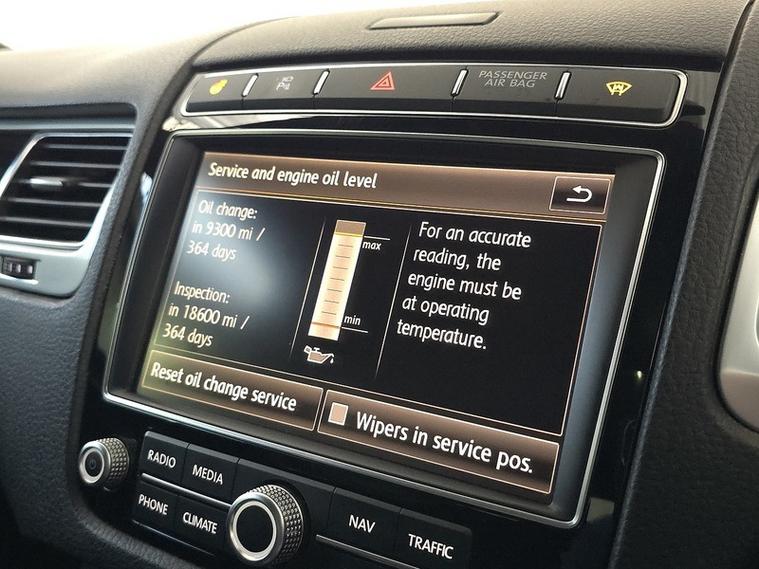 PASSENGER
AIR BAG
Service and engine oil level
Oil change:
in 9300 mi /
364 days
Inspection:
in 18600 mi /
364 days
max
min
For an accurate
reading, the
engine must be
at operating
temperature.
Reset oil change service
Wipers in service pos.
RADIO
MEDIA
PHONE
CLIMATE
NAV
TRAFFIC